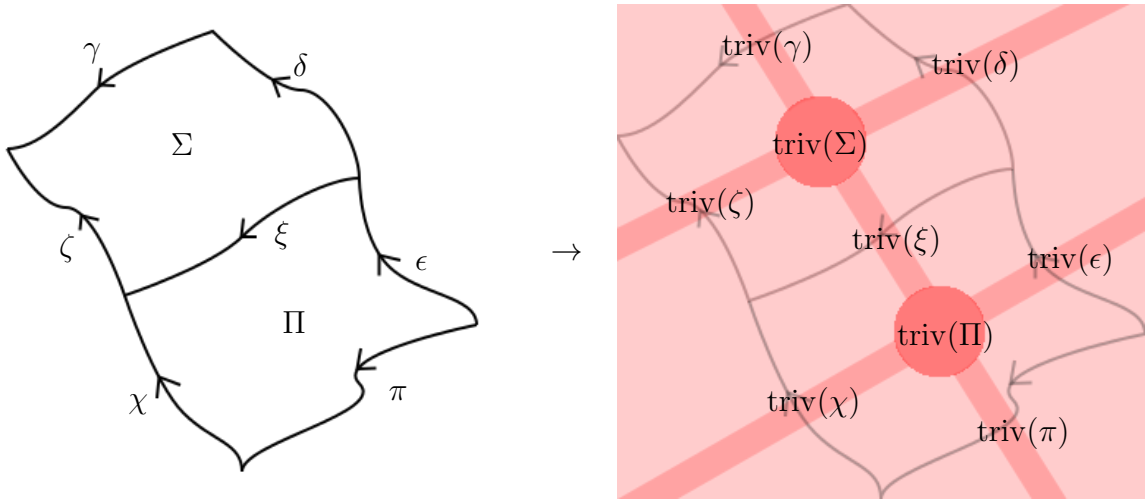 γ
δ
Σ
ζ
ξ
ϵ
Π
χ
π
→
triv(γ)
triv(δ)
triv(Σ)
triv(ζ)
triv(ξ)
triv(ϵ)
triv(Π)
triv(χ)
triv(π)